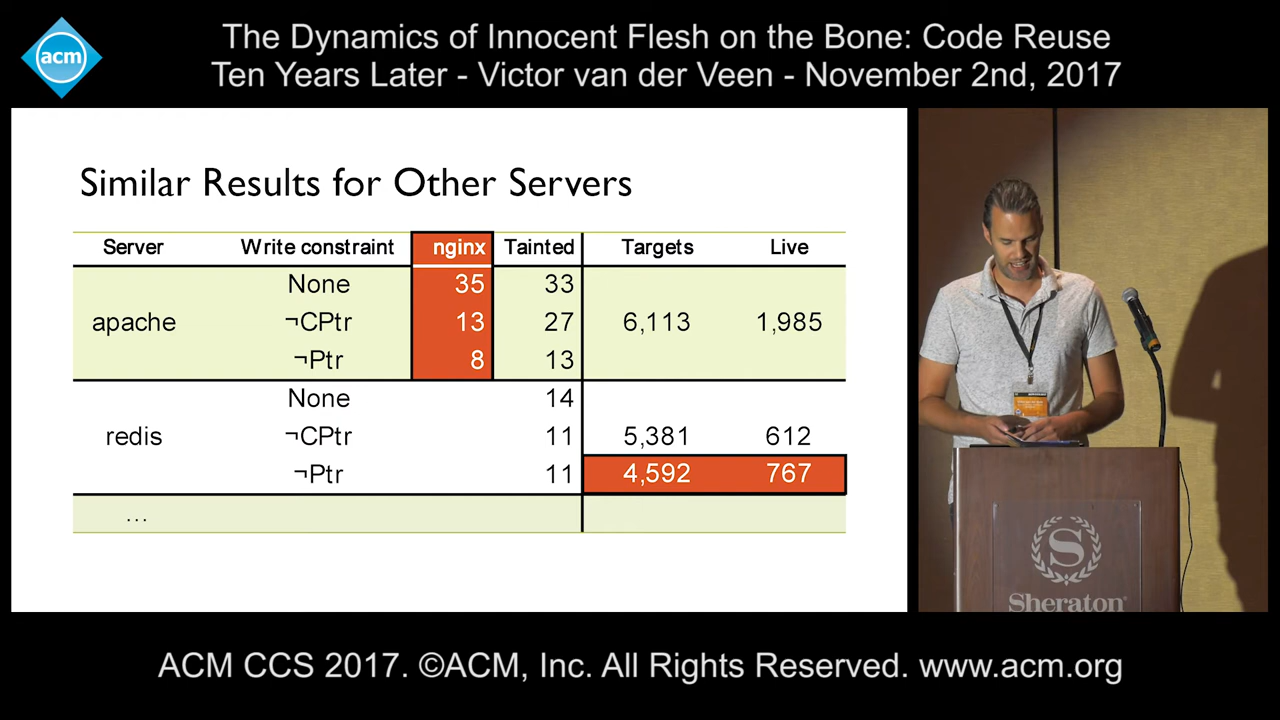 acm
The Dynamics of Innocent Flesh on the Bone: Code Reuse
Ten Years Later - Victor van der Veen - November 2nd, 2017
Similar Results for Other Servers
Server Write constraint nginx Tainted Targets Live
None 35 33
apache ¬CPtr 13 27 6,113 1,985
¬Ptr 8 13
None 14
redis ¬CPtr 11 5,381 612
¬Ptr 11 4,592 767
...
S
Sheraton®
ACM CCS 2017. ©ACM, Inc. All Rights Reserved. www.acm.org